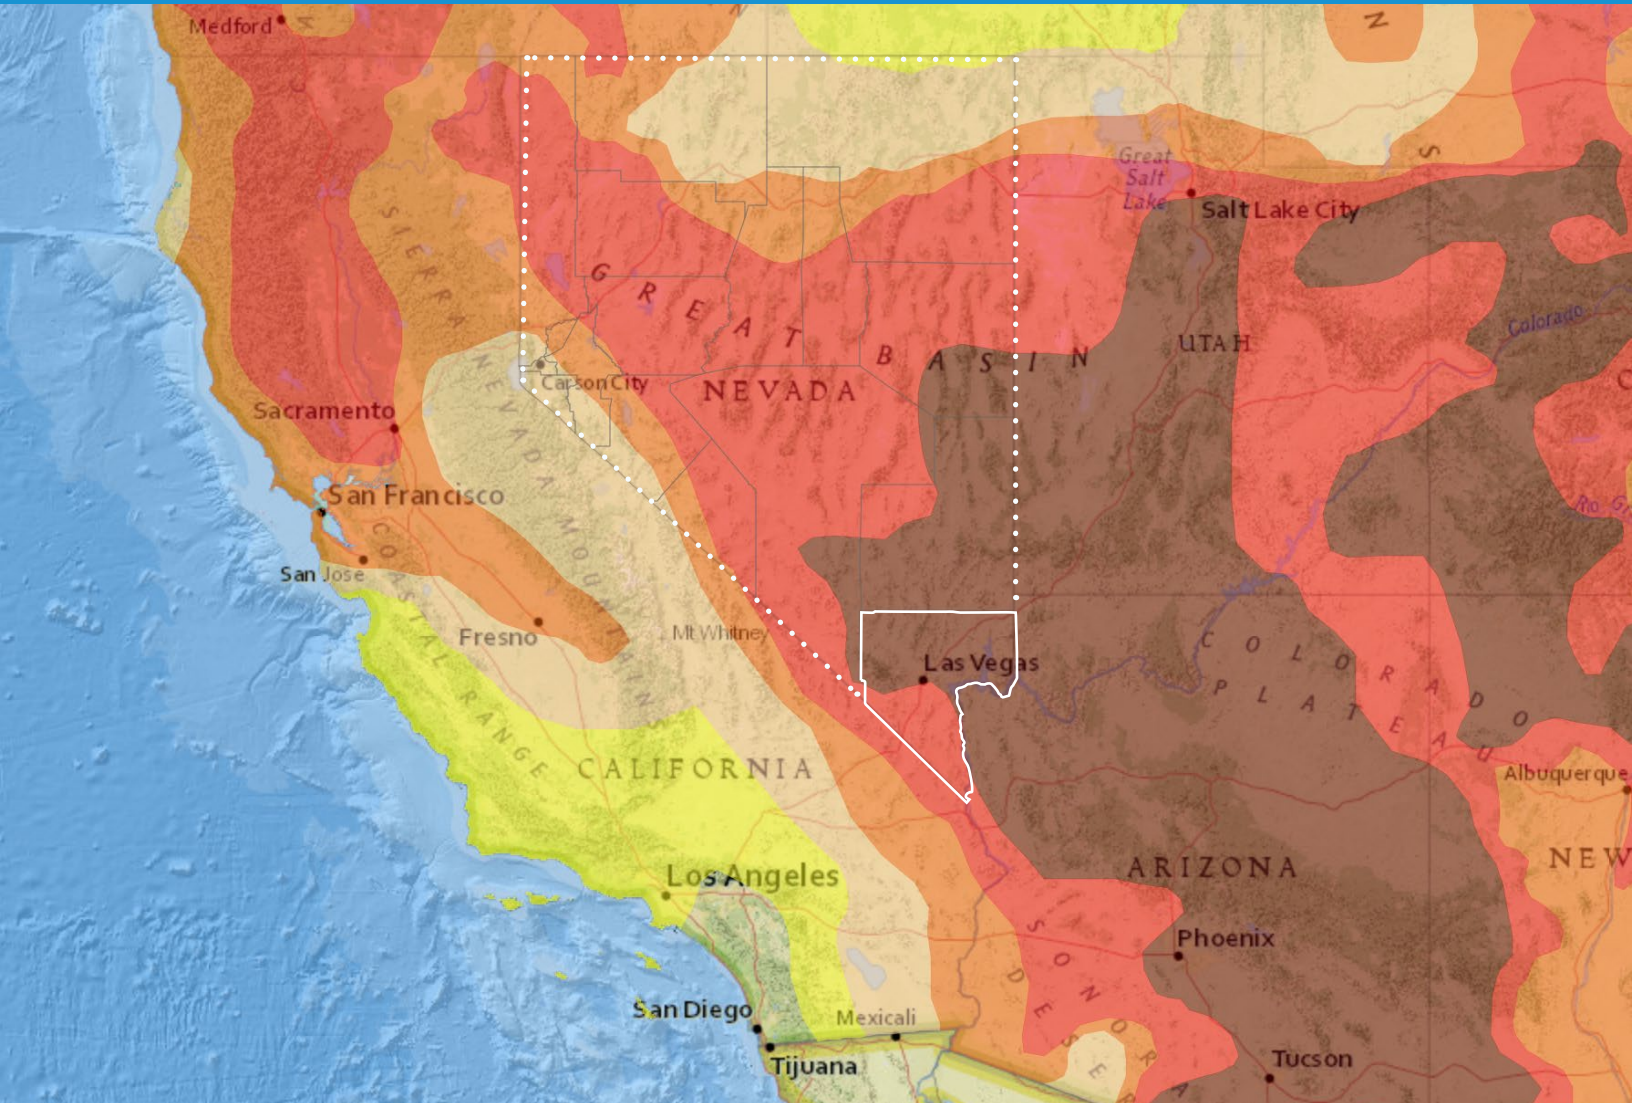 Medford
Great
Salt
Lake
Salt Lake City
SIERRA
GREAT BASIN
Colorado
UTAH
NEVADA
Carson City
NEVADA
Sacramento
San Francisco
San Jose
COASTAL RANGE
MOUNTAINS
Fresno
Mt Whitney
Las Vegas
COLORADO
PLATEAU
CALIFORNIA
Albuquerque
NEW
ARIZONA
Los Angeles
SONORA
DESER
Phoenix
San Diego
Mexicali
Tijuana
Tucson